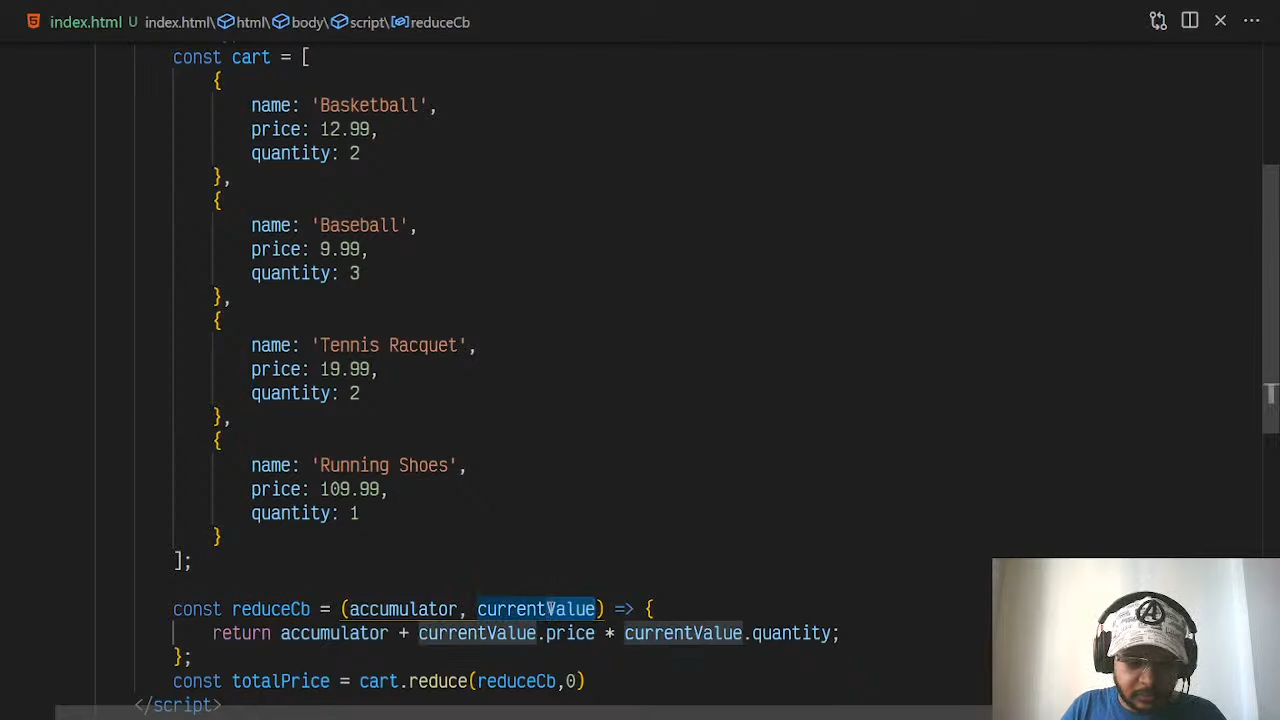 index.html U index.html\html\body\script\reduceCb
const cart = [
{
name: 'Basketball',
price: 12.99,
quantity: 2
},
{
name: 'Baseball',
price: 9.99,
quantity: 3
},
{
name: 'Tennis Racquet',
price: 19.99,
quantity: 2
},
{
name: 'Running Shoes',
price: 109.99,
quantity: 1
}
];
const reduceCb = (accumulator, currentValue) => {
return accumulator + currentValue.price * currentValue.quantity;
};
const totalPrice = cart.reduce(reduceCb,0)
</script>